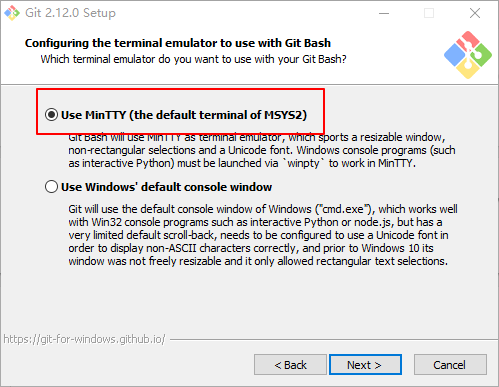 Git 2.12.0 Setup
Configuring the terminal emulator to use with Git Bash
Which terminal emulator do you want to use with your Git Bash?
Use MinTTY (the default terminal of MSYS2)
Git Bash will use MinTTY as terminal emulator, which sports a resizable window,
non-rectangular selections and a Unicode font. Windows console programs (such
as interactive Python) must be launched via `winpty` to work in MinTTY.
Use Windows' default console window
Git will use the default console window of Windows ("cmd.exe"), which works well
with Win32 console programs such as interactive Python or node.js, but has a
very limited default scroll-back, needs to be configured to use a Unicode font in
order to display non-ASCII characters correctly, and prior to Windows 10 its
window was not freely resizable and it only allowed rectangular text selections.
https://git-for-windows.github.io/
< Back
Next >
Cancel